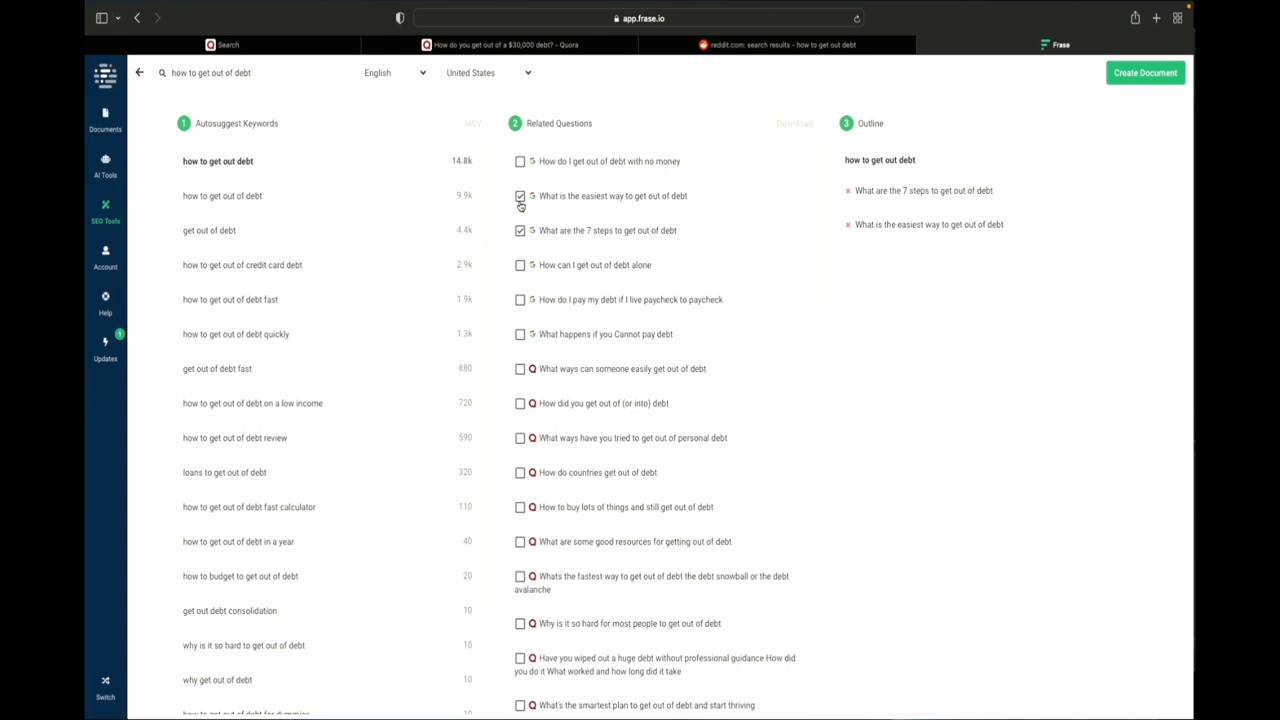 app.frase.io
Search
How do you get out of a $30,000 debt? - Quora
reddit.com: search results - how to get out debt
Frase
how to get out of debt
English
United States
Create Document
Documents
AI Tools
SEO Tools
Account
Help
1
Updates
Switch
1 Autosuggest Keywords MSV
how to get out debt 14.8k
how to get out of debt 9.9k
get out of debt 4.4k
how to get out of credit card debt 2.9k
how to get out of debt fast 1.9k
how to get out of debt quickly 1.3k
get out of debt fast 880
how to get out of debt on a low income 720
how to get out of debt review 590
loans to get out of debt 320
how to get out of debt fast calculator 110
how to get out of debt in a year 40
how to budget to get out of debt 20
get out debt consolidation 10
why is it so hard to get out of debt 10
why get out of debt 10
how to get out of debt for dummies 10
2 Related Questions Download
How do I get out of debt with no money
What is the easiest way to get out of debt
What are the 7 steps to get out of debt
How can I get out of debt alone
How do I pay my debt if I live paycheck to paycheck
What happens if you Cannot pay debt
What ways can someone easily get out of debt
How did you get out of (or into) debt
What ways have you tried to get out of personal debt
How do countries get out of debt
How to buy lots of things and still get out of debt
What are some good resources for getting out of debt
Whats the fastest way to get out of debt the debt snowball or the debt
avalanche
Why is it so hard for most people to get out of debt
Have you wiped out a huge debt without professional guidance How did
you do it What worked and how long did it take
What's the smartest plan to get out of debt and start thriving
3 Outline
how to get out debt
What are the 7 steps to get out of debt
What is the easiest way to get out of debt